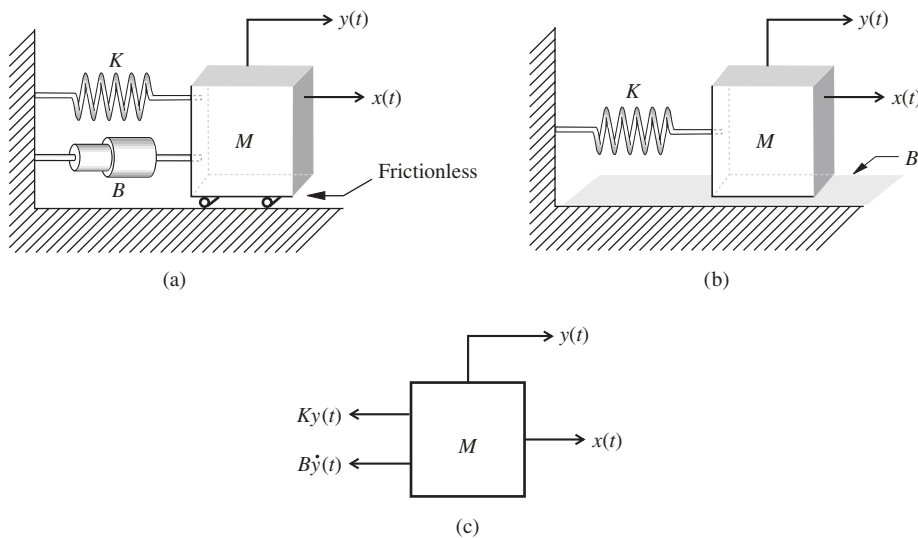 y(t)
K
x(t)
M
B
Frictionless
(a)
y(t)
K
x(t)
M
B
(b)
y(t)
Ky(t)
M
x(t)
Bẏ(t)
(c)